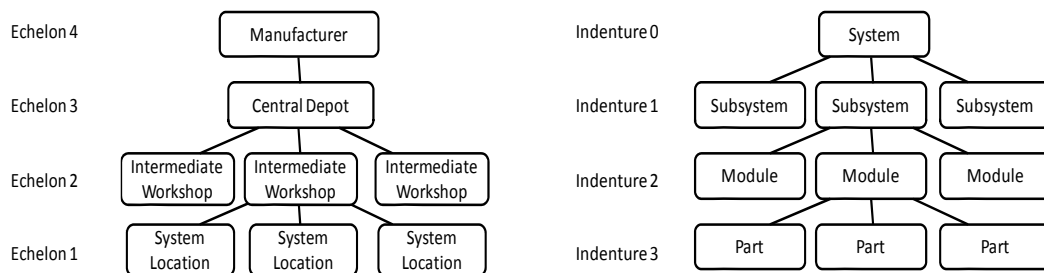 Echelon 4
Manufacturer
Echelon 3
Central Depot
Echelon 2
Intermediate
Workshop
Intermediate
Workshop
Intermediate
Workshop
Echelon 1
System
Location
System
Location
System
Location
Indenture 0
System
Indenture 1
Subsystem
Subsystem
Subsystem
Indenture 2
Module
Module
Module
Indenture 3
Part
Part
Part